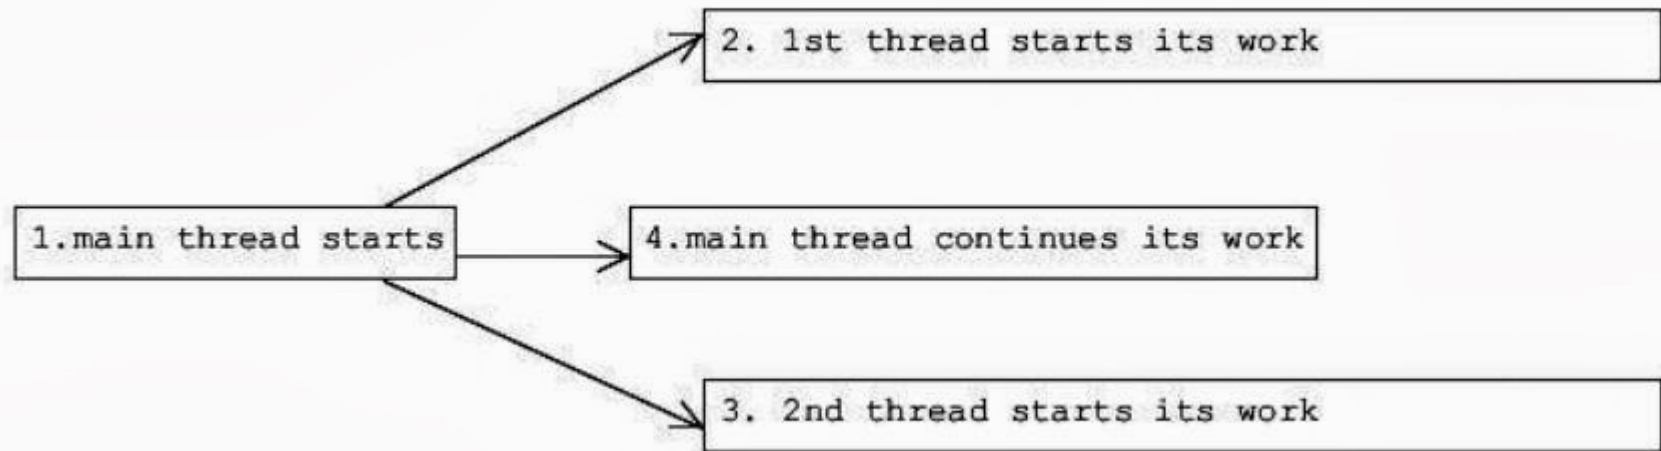 2. 1st thread starts its work
1.main thread starts
4.main thread continues its work
3. 2nd thread starts its work